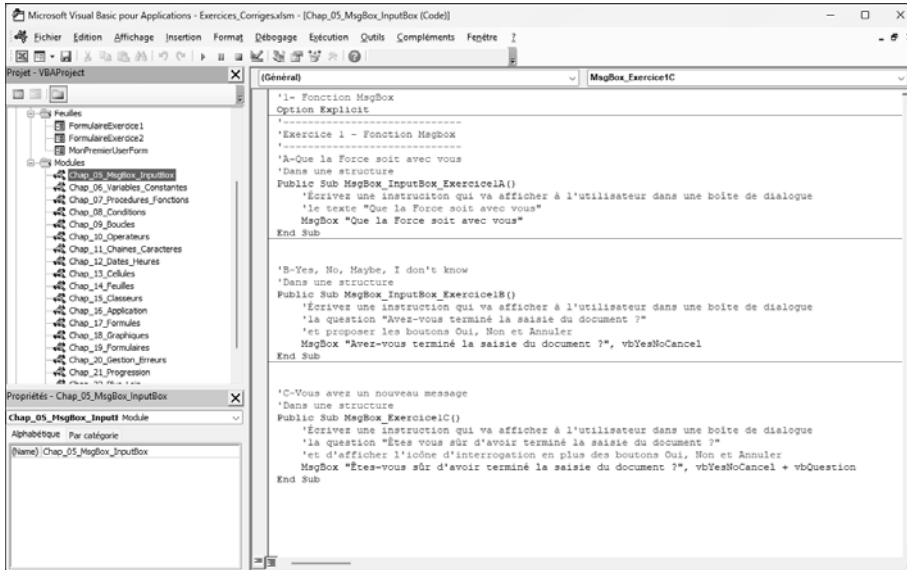 Microsoft Visual Basic pour Applications - Exercices_Corriges.xlsm - [Chap_05_MsgBox_InputBox (Code)]
Fichier Edition Affichage Insertion Format Débogage Exécution Outils Compléments Fenêtre ?
Projet - VBAProject
Feuilles
FormulaireExercice1
FormulaireExercice2
MonPremierUserForm
Modules
Chap_05_MsgBox_InputBox
Chap_06_Variables_Constantes
Chap_07_Procedures_Fonctions
Chap_08_Conditions
Chap_09_Boucles
Chap_10_Operateurs
Chap_11_Chaines_Caracteres
Chap_12_Dates_Heures
Chap_13_Cellules
Chap_14_Feuilles
Chap_15_Classeurs
Chap_16_Application
Chap_17_Formules
Chap_18_Graphiques
Chap_19_Formulaires
Chap_20_Gestion_Erreurs
Chap_21_Progression
Propriétés - Chap_05_MsgBox_InputBox
Chap_05_MsgBox_InputB Module
Alphabétique Par catégorie
(Name) Chap_05_MsgBox_InputBox
(Général) MsgBox_Exercice1C
'1- Fonction MsgBox
Option Explicit
'-----------------------------
'Exercice 1 - Fonction Msgbox
'-----------------------------
'A-Que la Force soit avec vous
'Dans une structure
Public Sub MsgBox_InputBox_Exercice1A()
'Écrivez une instruciton qui va afficher à l'utilisateur dans une boîte de dialogue
'le texte "Que la Force soit avec vous"
MsgBox "Que la Force soit avec vous"
End Sub
'B-Yes, No, Maybe, I don't know
'Dans une structure
Public Sub MsgBox_InputBox_Exercice1B()
'Écrivez une instruction qui va afficher à l'utilisateur dans une boîte de dialogue
'la question "Avez-vous terminé la saisie du document ?"
'et proposer les boutons Oui, Non et Annuler
MsgBox "Avez-vous terminé la saisie du document ?", vbYesNoCancel
End Sub
'C-Vous avez un nouveau message
'Dans une structure
Public Sub MsgBox_Exercice1C()
'Écrivez une instruction qui va afficher à l'utilisateur dans une boîte de dialogue
'la question "Êtes vous sûr d'avoir terminé la saisie du document ?"
'et d'afficher l'icône d'interrogation en plus des boutons Oui, Non et Annuler
MsgBox "Êtes-vous sûr d'avoir terminé la saisie du document ?", vbYesNoCancel + vbQuestion
End Sub